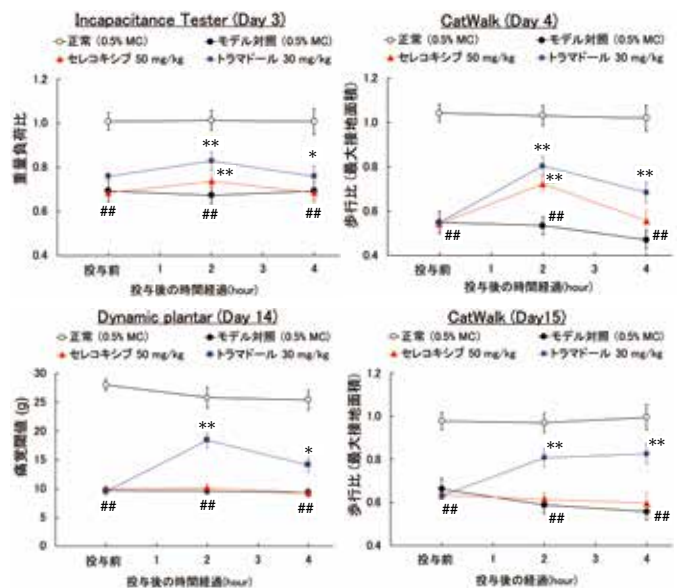 Incapacitance Tester (Day 3)
正常 (0.5% MC)
モデル対照 (0.5% MC)
セレコキシブ 50 mg/kg
トラマドール 30 mg/kg
重量負荷比
1.2
1.0
0.8
0.6
0.4
**
*
**
##
##
##
投与前
1
2
3
4
投与後の時間経過(hour)
CatWalk (Day 4)
正常 (0.5% MC)
モデル対照 (0.5% MC)
セレコキシブ 50 mg/kg
トラマドール 30 mg/kg
歩行比 (最大接地面積)
1.2
1.0
0.8
0.6
0.4
**
**
**
##
##
##
投与前
1
2
3
4
投与後の時間経過(hour)
Dynamic plantar (Day 14)
正常 (0.5% MC)
モデル対照 (0.5% MC)
セレコキシブ 50 mg/kg
トラマドール 30 mg/kg
痛覚閾値 (g)
30
25
20
15
10
5
0
**
*
##
##
##
投与前
1
2
3
4
投与後の時間経過(hour)
CatWalk (Day15)
正常 (0.5% MC)
モデル対照 (0.5% MC)
セレコキシブ 50 mg/kg
トラマドール 30 mg/kg
歩行比 (最大接地面積)
1.2
1.0
0.8
0.6
0.4
**
**
##
##
##
投与前
1
2
3
4
投与後の時間経過(hour)